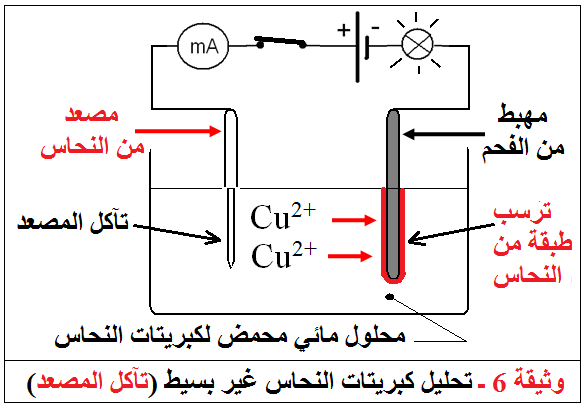 mA
+ -
مصعد
من النحاس
مهبط
من الفحم
تآكل المصعد
Cu2+
Cu2+
ترسب
طبقة من
النحاس
محلول مائي محمض لكبريتات النحاس
وثيقة 6 - تحليل كبريتات النحاس غير بسيط (تآكل المصعد)